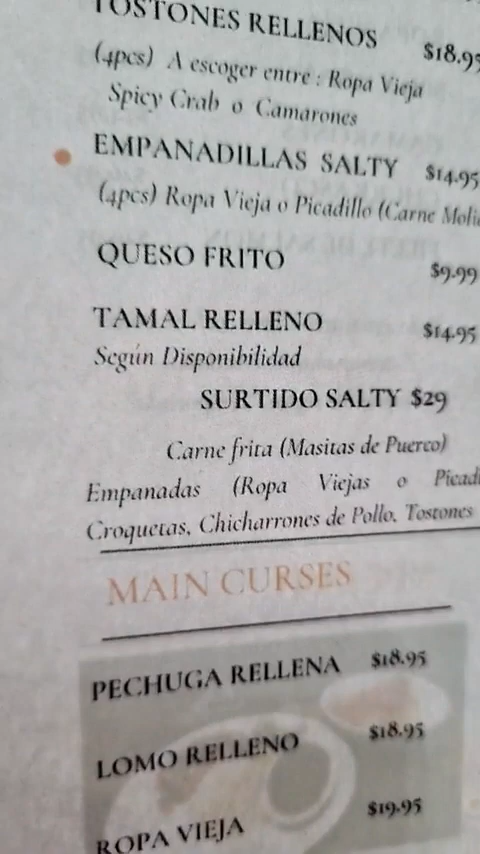 TOSTONES RELLENOS $18.95
(4pcs) A escoger entre : Ropa Vieja
Spicy Crab o Camarones
EMPANADILLAS SALTY $14.95
(4pcs) Ropa Vieja o Picadillo (Carne
QUESO FRITO $9.99
TAMAL RELLENO $14.95
Según Disponibilidad
SURTIDO SALTY $29
Carne frita (Masitas de Puerco)
Empanadas (Ropa Viejas o
Croquetas, Chicharrones de Pollo, Tostones
MAIN CURSES
PECHUGA RELLENA $18.95
LOMO RELLENO $18.95
ROPA VIEJA $19.95